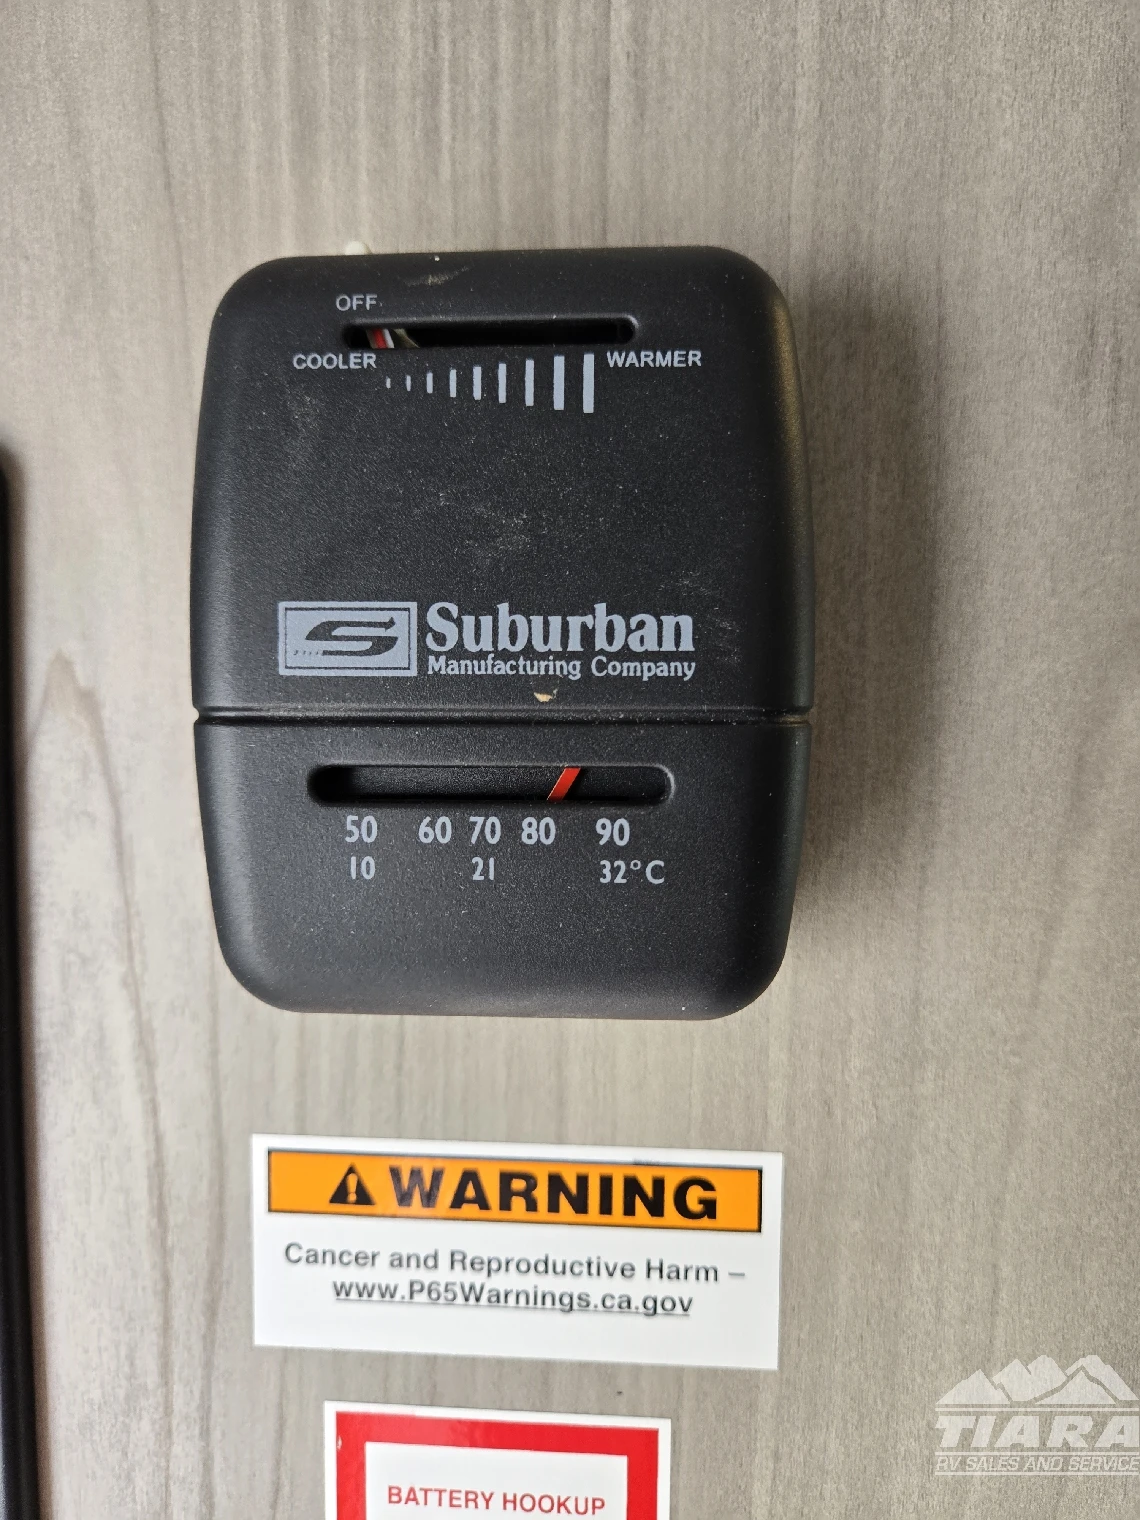 OFF
COOLER WARMER
Suburban
Manufacturing Company
50 60 70 80 90
10 21 32°C
WARNING
Cancer and Reproductive Harm –
www.P65Warnings.ca.gov
BATTERY HOOKUP
TIARA
RV SALES AND SERVICE